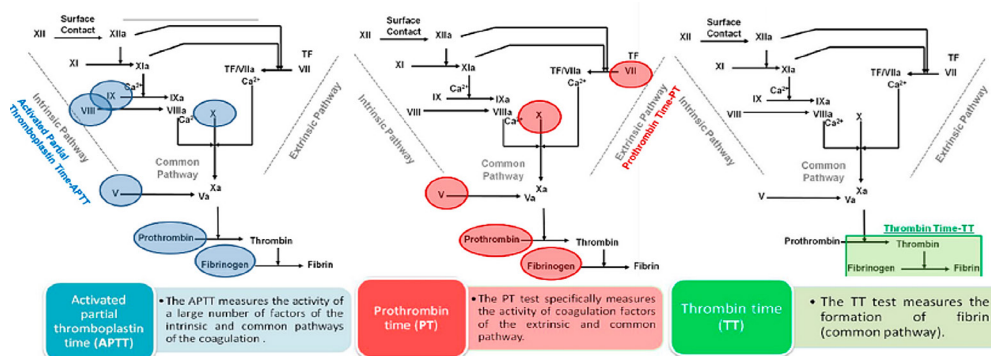 Surface
Contact
XII
XIIa
XI
XIa
TF
VII
TF/VIIa
Ca²⁺
Ca²⁺
IX
IXa
VIII
VIIIa
Ca²⁺
X
Intrinsic Pathway
Activated Partial
Thromboplastin Time-APTT
Extrinsic Pathway
Common
Pathway
Xa
V
Va
Prothrombin
Thrombin
Fibrinogen
Fibrin
Activated
partial
thromboplastin
time (APTT)
• The APTT measures the activity of
a large number of factors of the
intrinsic and common pathways
of the coagulation .
Surface
Contact
XII
XIIa
XI
XIa
TF
VII
TF/VIIa
Ca²⁺
Ca²⁺
IX
IXa
VIII
VIIIa
Ca²⁺
X
Intrinsic Pathway
Extrinsic Pathway
Prothrombin Time-PT
Common
Pathway
Xa
V
Va
Prothrombin
Thrombin
Fibrinogen
Fibrin
Prothrombin
time (PT)
• The PT test specifically measures
the activity of coagulation factors
of the extrinsic and common
pathway.
Surface
Contact
XII
XIIa
XI
XIa
TF
VII
TF/VIIa
Ca²⁺
Ca²⁺
IX
IXa
VIII
VIIIa
Ca²⁺
X
Intrinsic Pathway
Extrinsic Pathway
Common
Pathway
Xa
V
Va
Thrombin Time-TT
Prothrombin
Thrombin
Fibrinogen
Fibrin
Thrombin time
(TT)
• The TT test measures the
formation of fibrin
(common pathway).